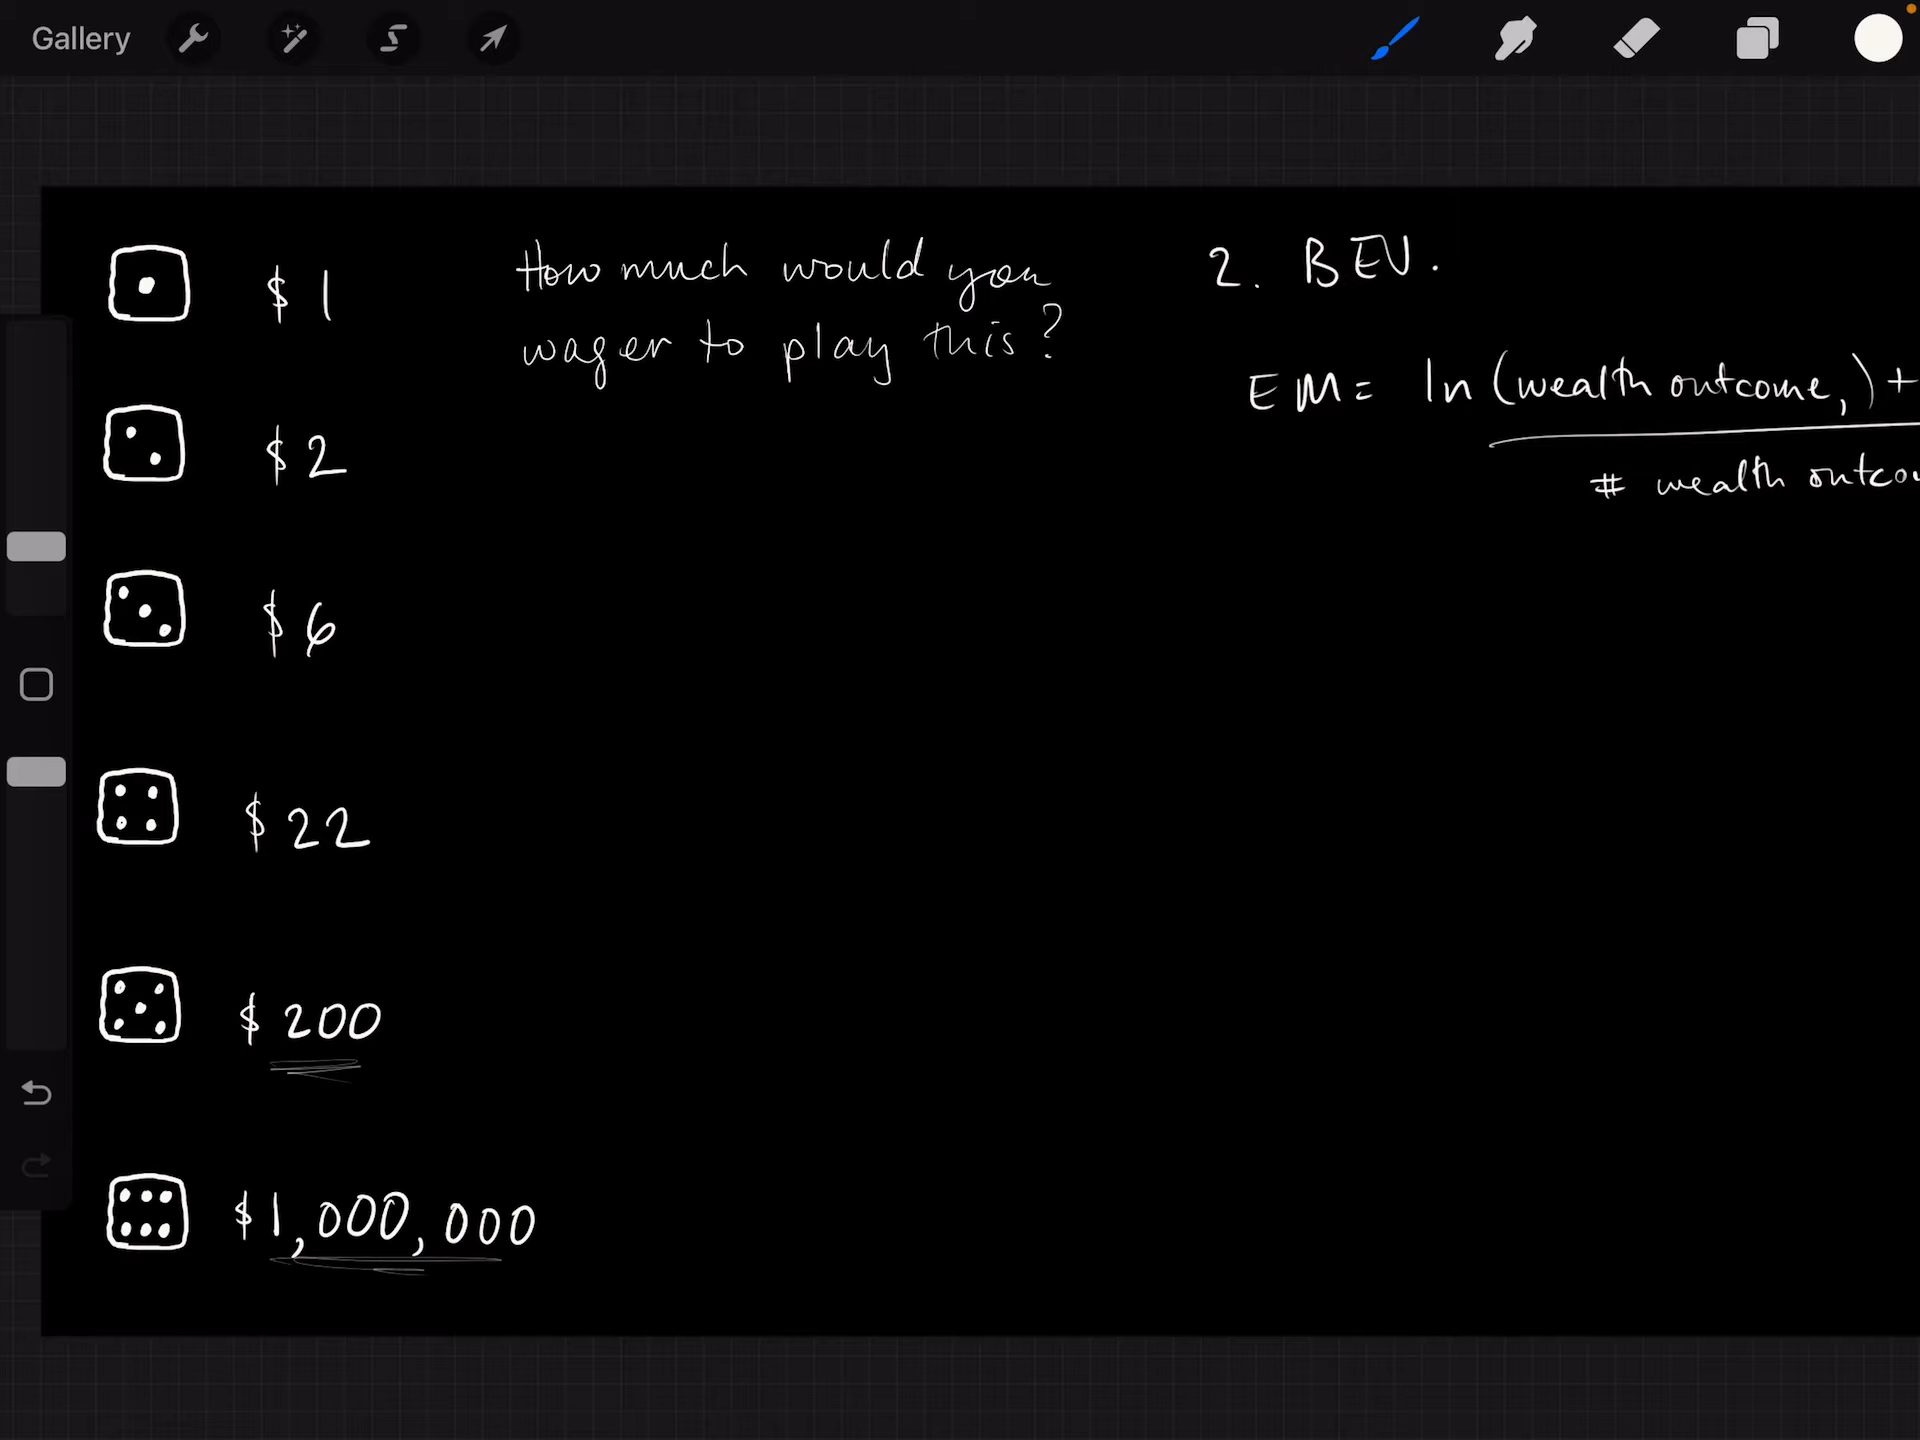 Gallery
$ 1
How much would you
wager to play this?
$ 2
$ 6
$ 22
$ 200
$ 1,000,000
2. BEV.
EM = ln (wealth outcome,) +
# wealth